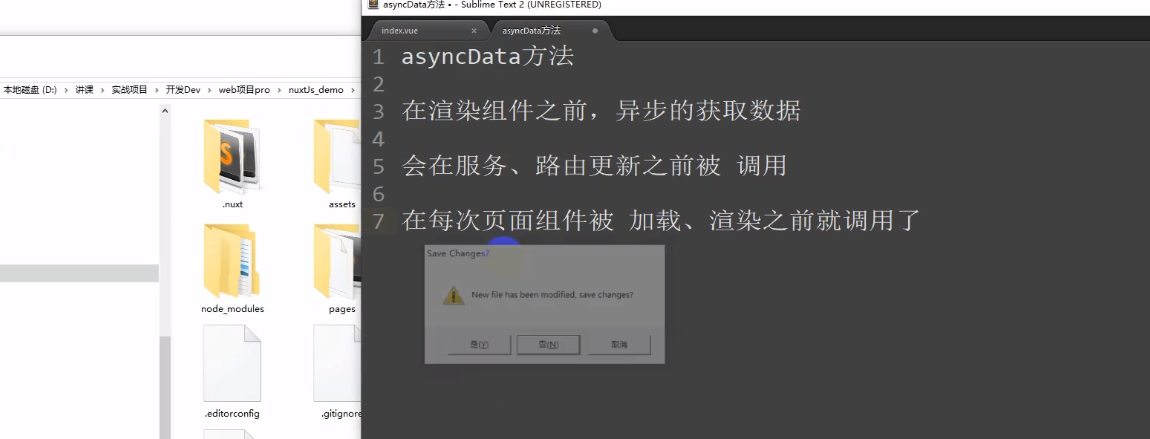 asyncData方法 • - Sublime Text 2 (UNREGISTERED)
index.vue
asyncData方法
本地磁盘 (D:) › 讲课 › 实战项目 › 开发Dev › web项目pro › nuxtJs_demo ›
1 asyncData方法
2
3 在渲染组件之前，异步的获取数据
4
5 会在服务、路由更新之前被 调用
6
7 在每次页面组件被 加载、渲染之前就调用了
.nuxt
assets
node_modules
pages
.editorconfig
.gitignore
Save Changes?
New file has been modified, save changes?
是(Y)
否(N)
取消